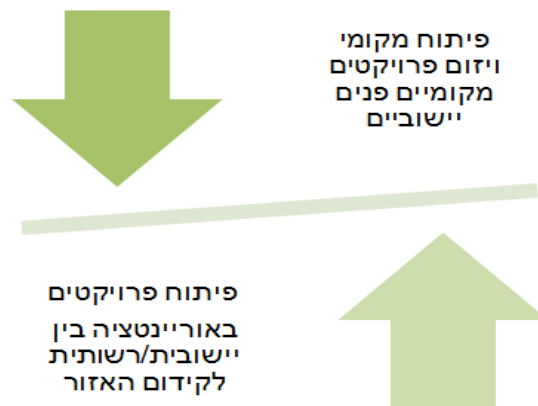 פיתוח מקומי
ויזום פרויקטים
מקומיים פנים
יישוביים
פיתוח פרויקטים
באוריינטציה בין
יישובית/רשותית
לקידום האזור